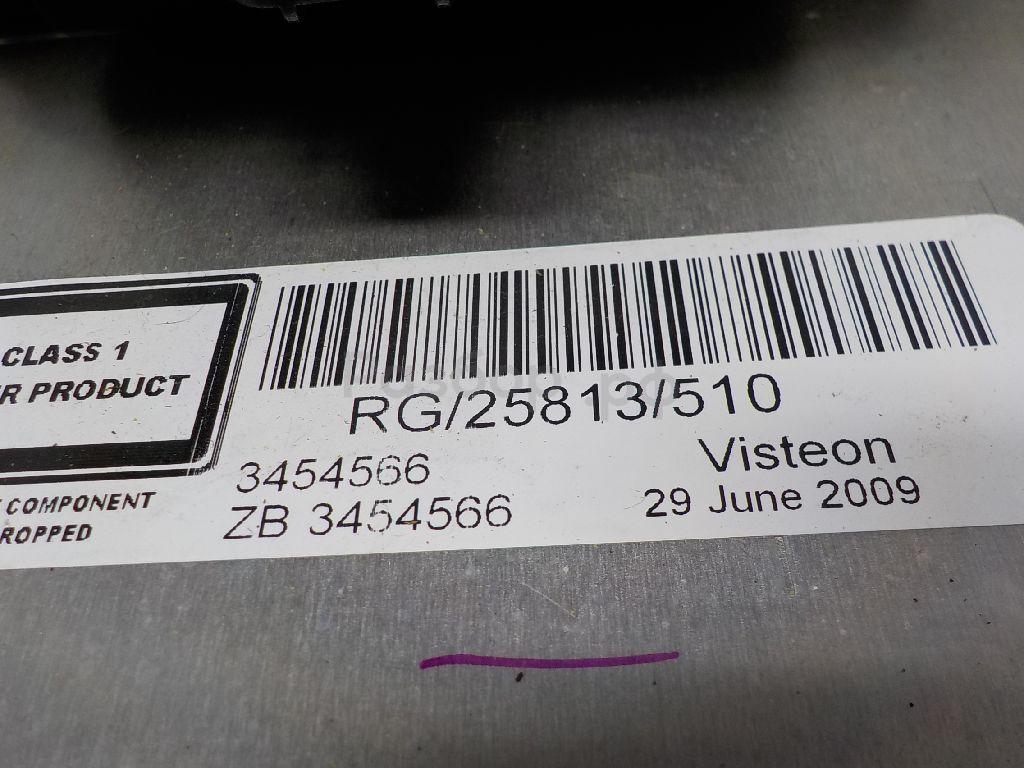 CLASS 1
R PRODUCT
COMPONENT
ROPPED
RG/25813/510
3454566
ZB 3454566
Visteon
29 June 2009